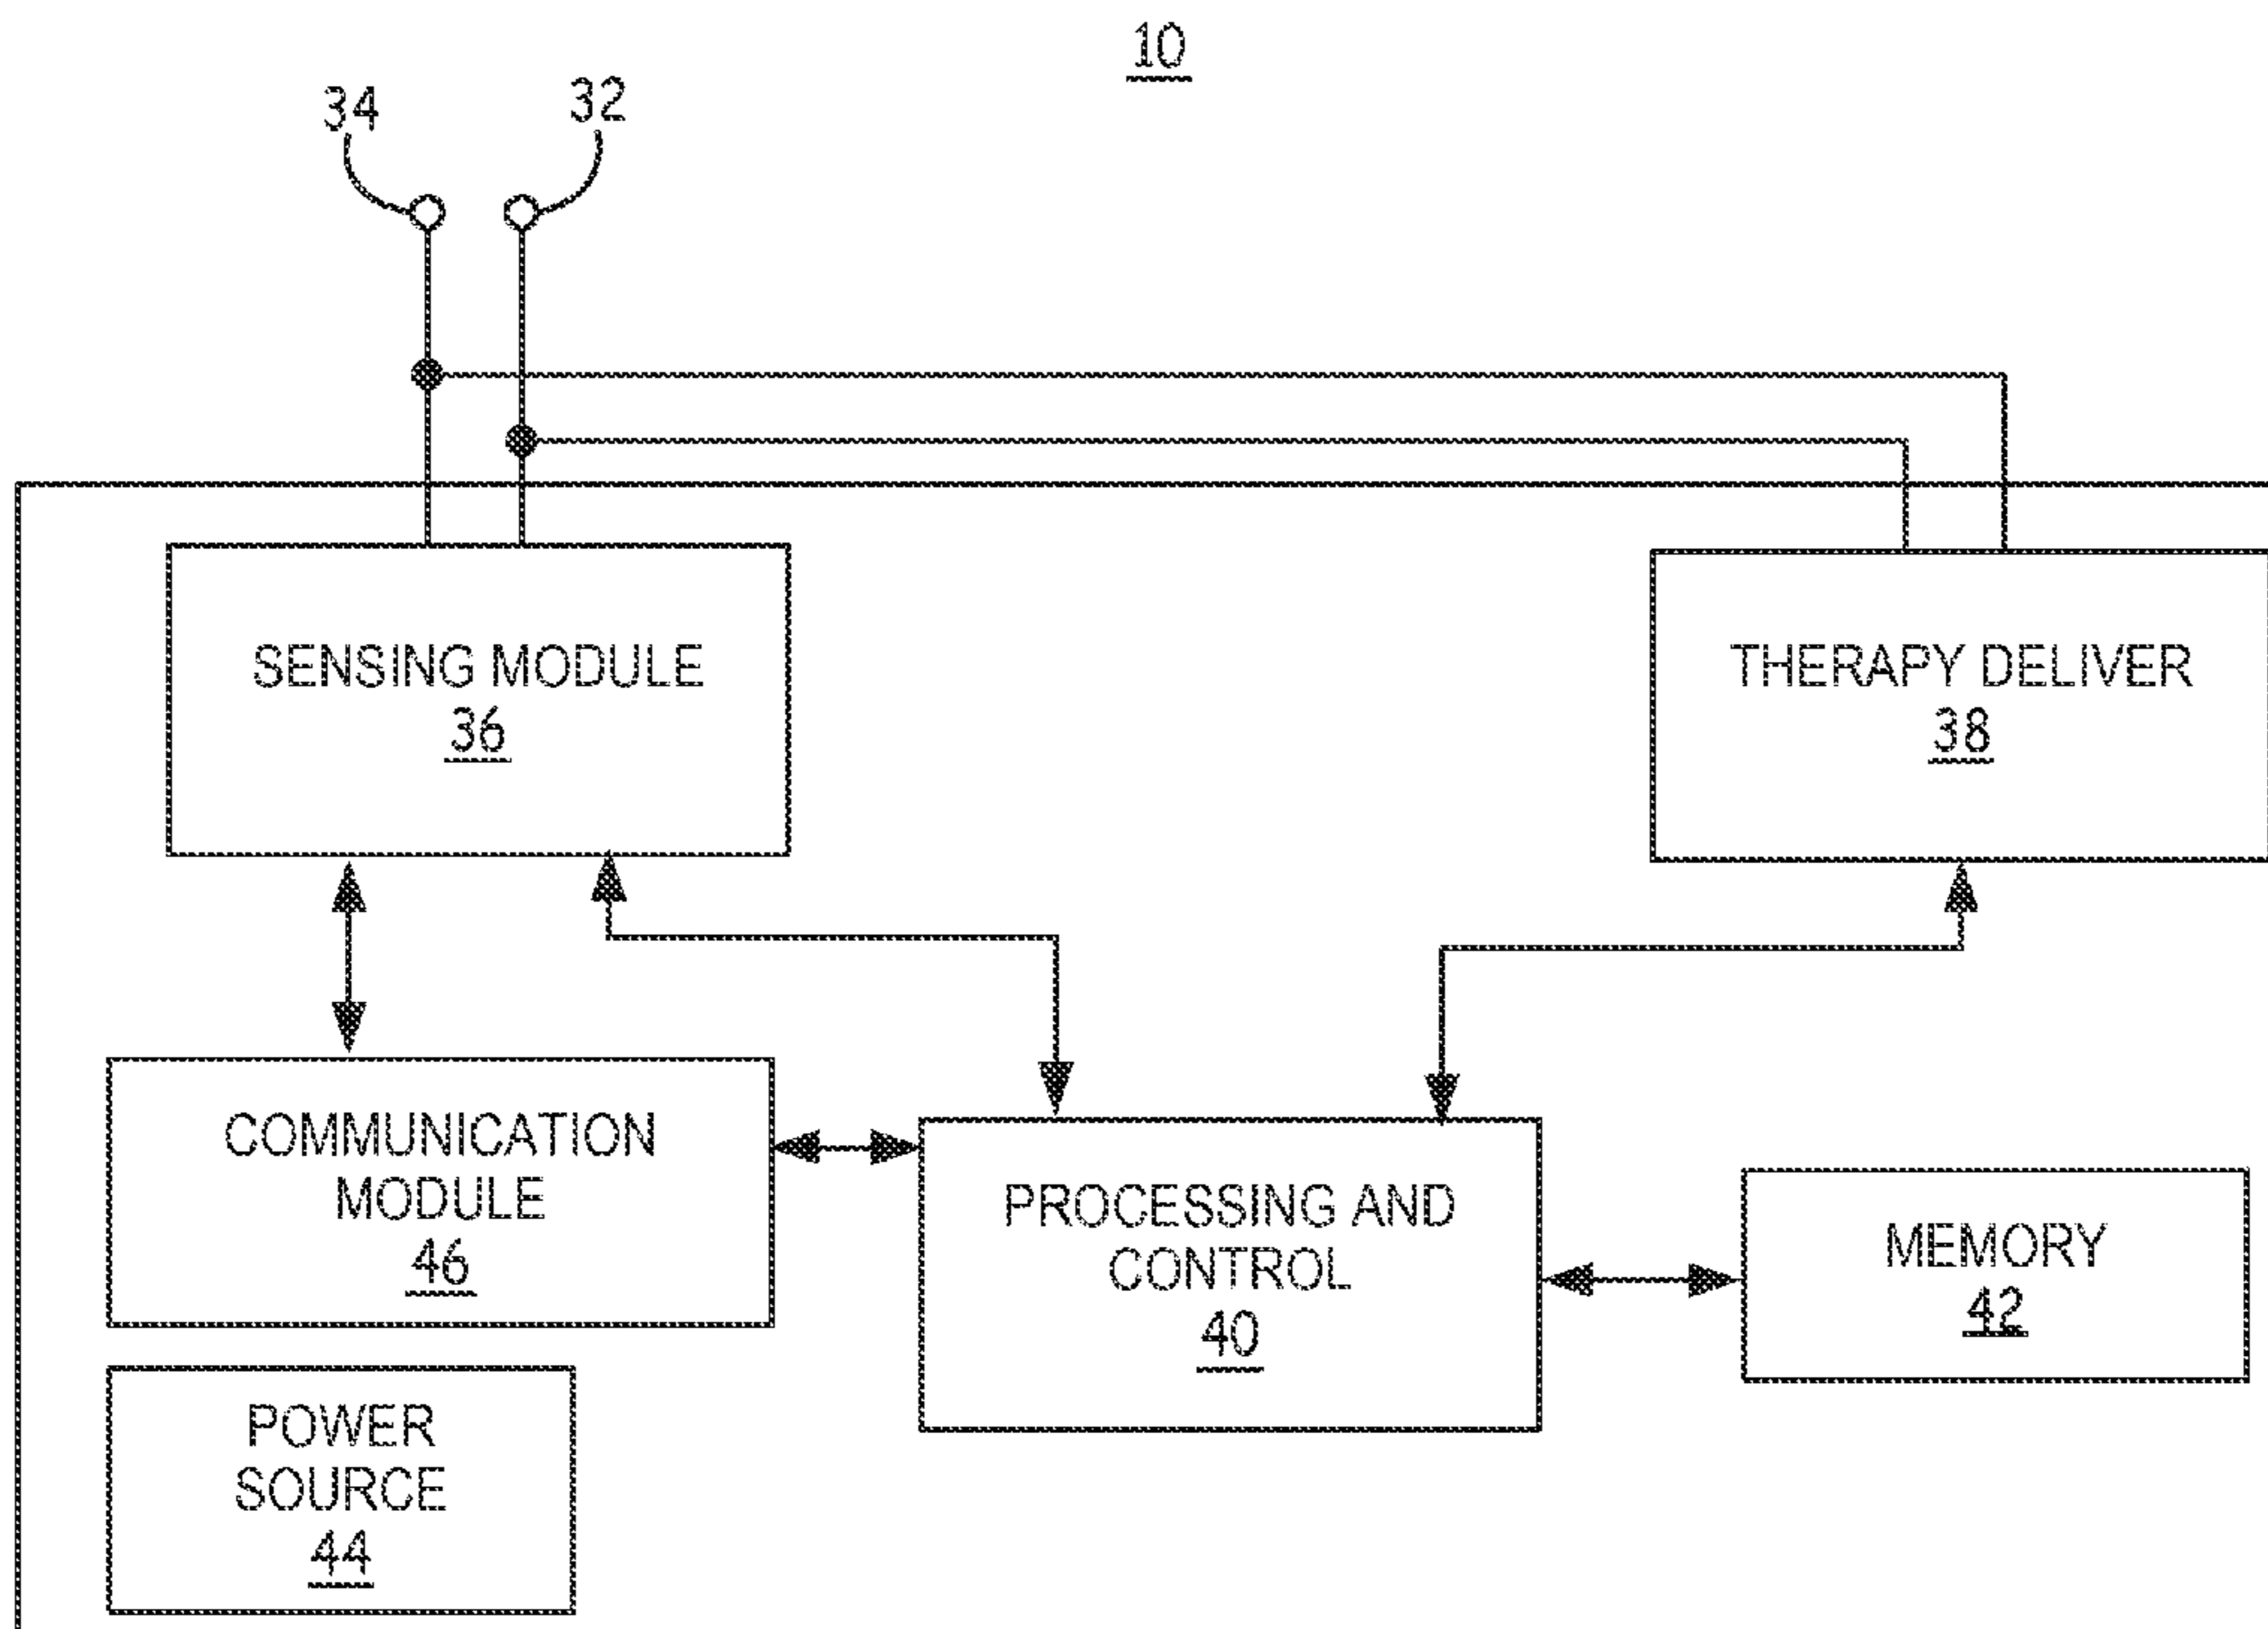 10
34
32
SENSING MODULE
36
THERAPY DELIVER
38
COMMUNICATION
MODULE
46
PROCESSING AND
CONTROL
40
MEMORY
42
POWER
SOURCE
44